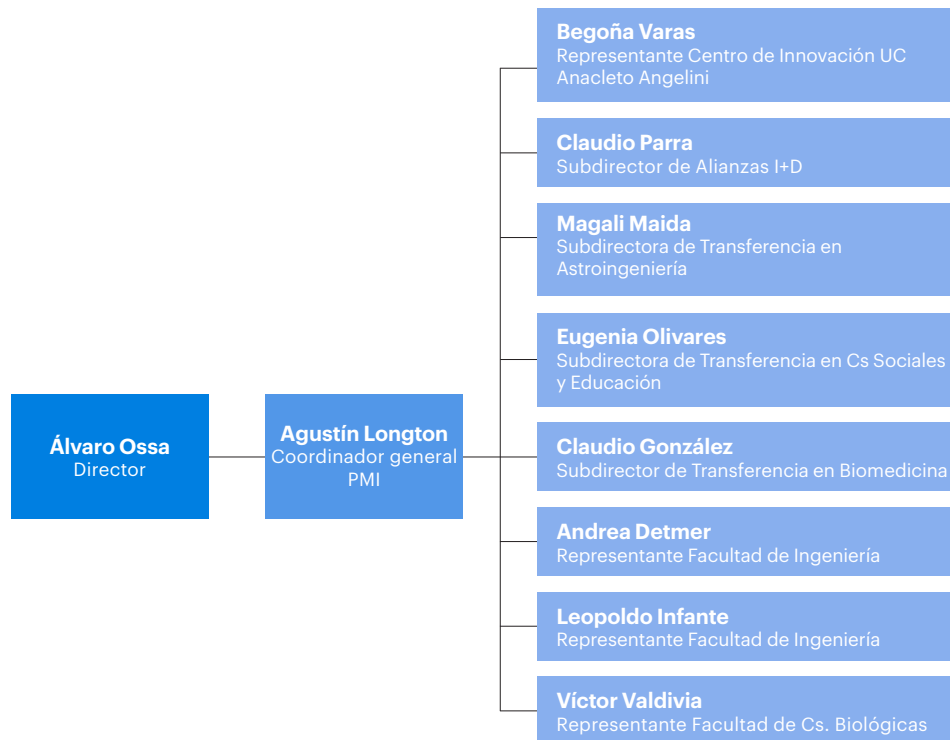 Begoña Varas
Representante Centro de Innovación UC
Anacleto Angelini
Claudio Parra
Subdirector de Alianzas I+D
Magali Maida
Subdirectora de Transferencia en
Astroingeniería
Eugenia Olivares
Subdirectora de Transferencia en Cs Sociales
y Educación
Álvaro Ossa
Director
Agustín Longton
Coordinador general
PMI
Claudio González
Subdirector de Transferencia en Biomedicina
Andrea Detmer
Representante Facultad de Ingeniería
Leopoldo Infante
Representante Facultad de Ingeniería
Víctor Valdivia
Representante Facultad de Cs. Biológicas